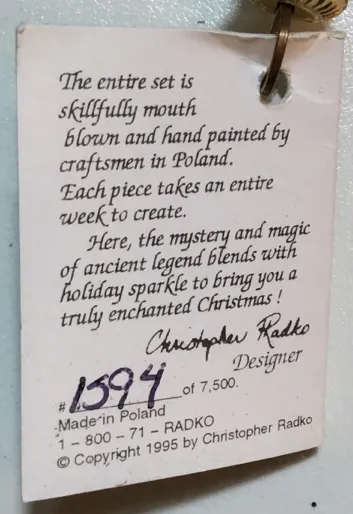 The entire set is
skillfully mouth
blown and hand painted by
craftsmen in Poland.
Each piece takes an entire
week to create.
Here, the mystery and magic
of ancient legend blends with
holiday sparkle to bring you a
truly enchanted Christmas !
Christopher Radko
Designer
# 1594 of 7,500.
Made in Poland
1 – 800 – 71 – RADKO
© Copyright 1995 by Christopher Radko